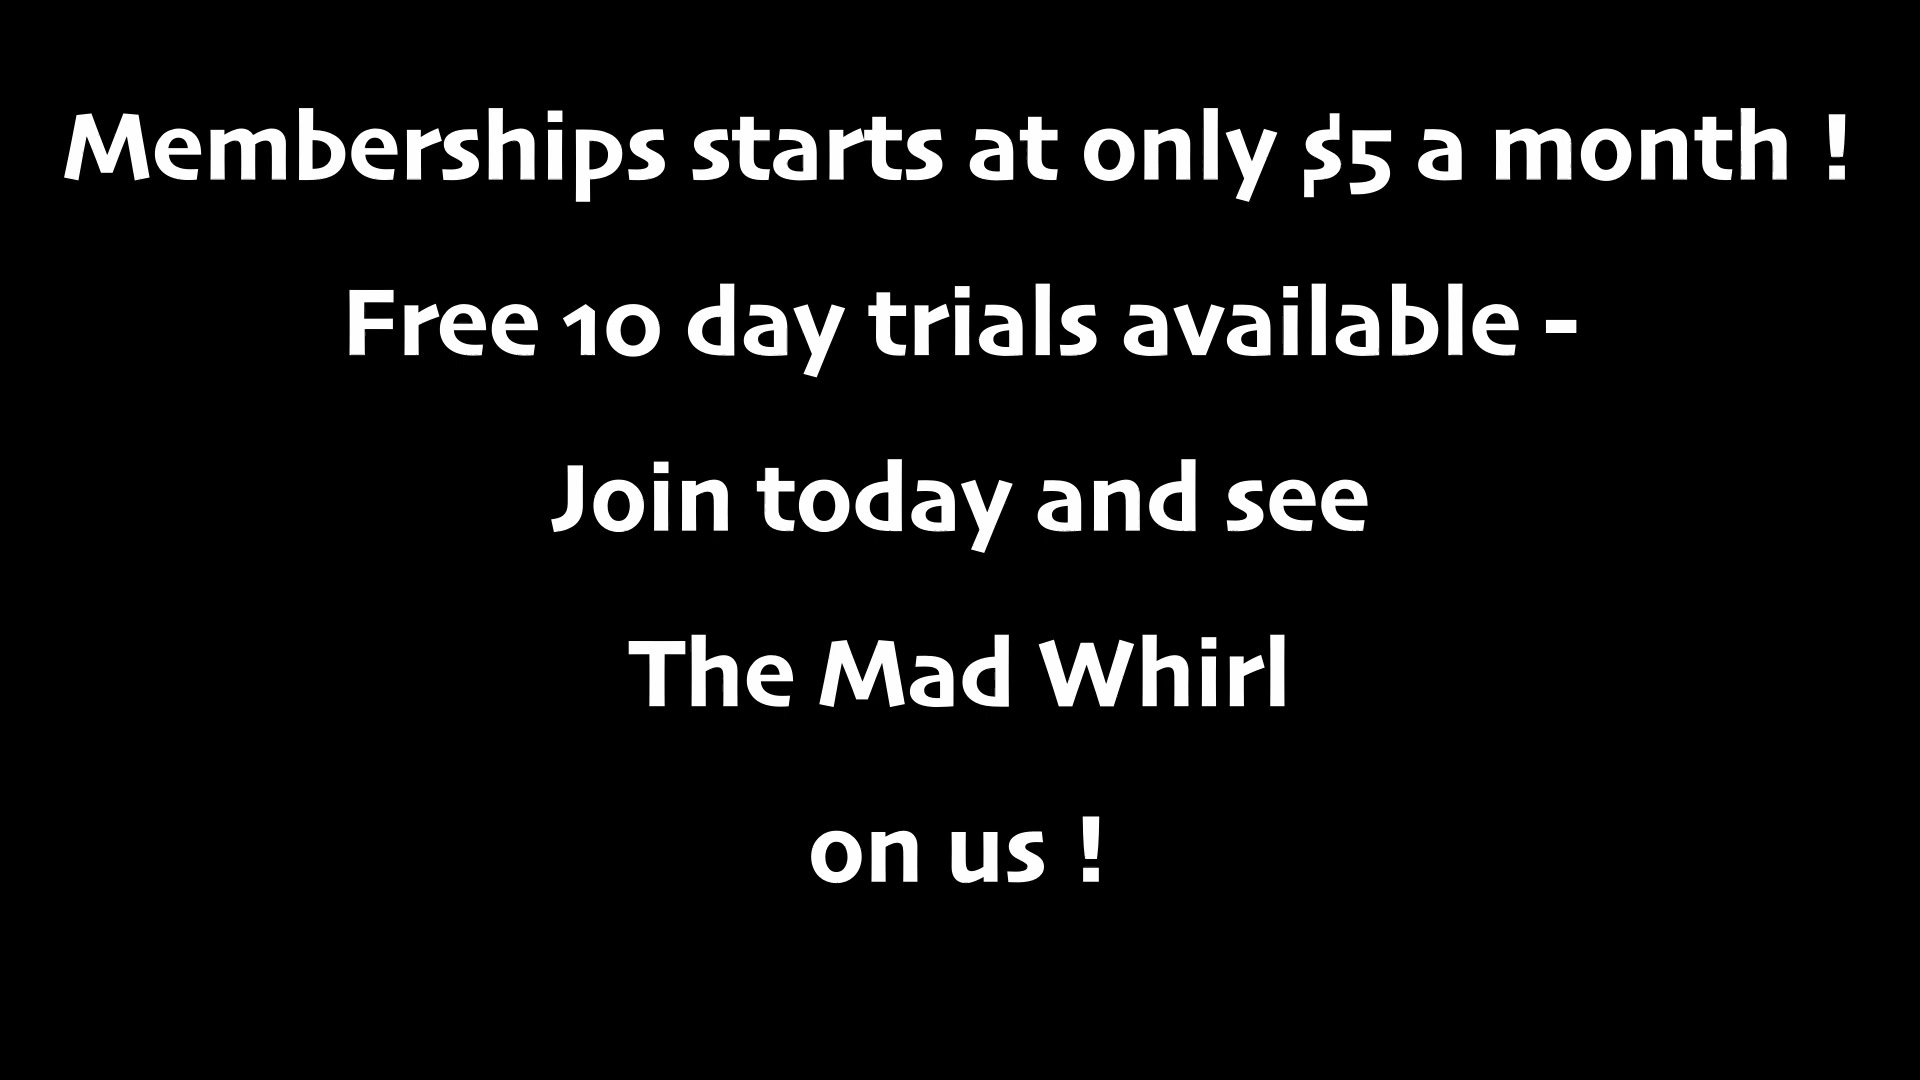 Memberships starts at only $5 a month !
Free 10 day trials available -
Join today and see
The Mad Whirl
on us !